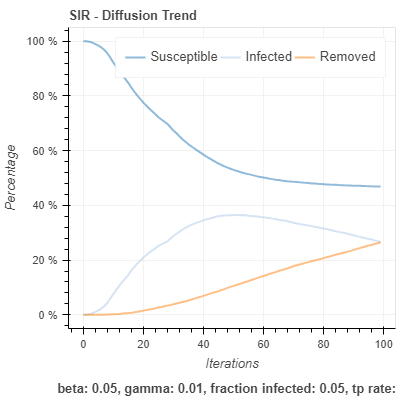 SIR - Diffusion Trend
Susceptible Infected Removed
100 %
80 %
60 %
40 %
20 %
0 %
Percentage
0 20 40 60 80 100
Iterations
beta: 0.05, gamma: 0.01, fraction infected: 0.05, tp rate: